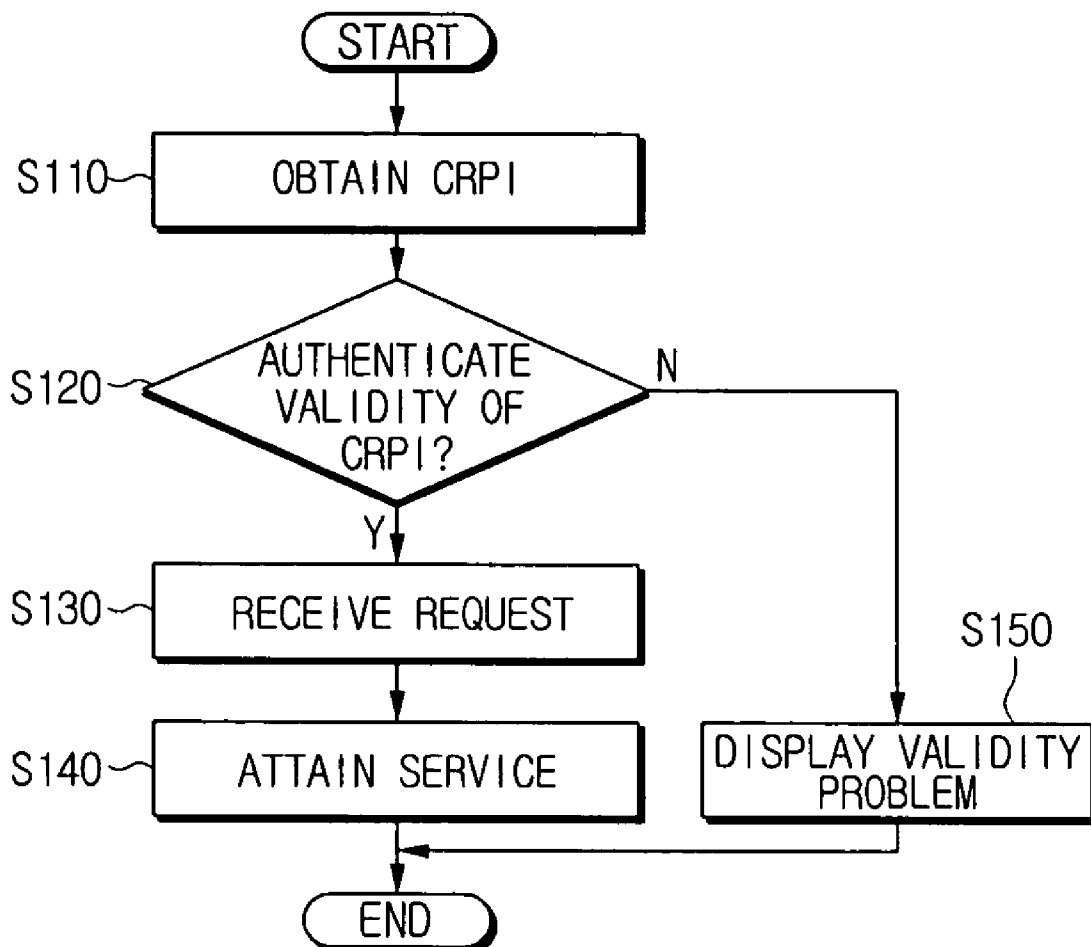 START
S110
OBTAIN CRPI
S120
AUTHENTICATE
VALIDITY OF
CRPI?
N
Y
S130
RECEIVE REQUEST
S150
S140
ATTAIN SERVICE
DISPLAY VALIDITY
PROBLEM
END